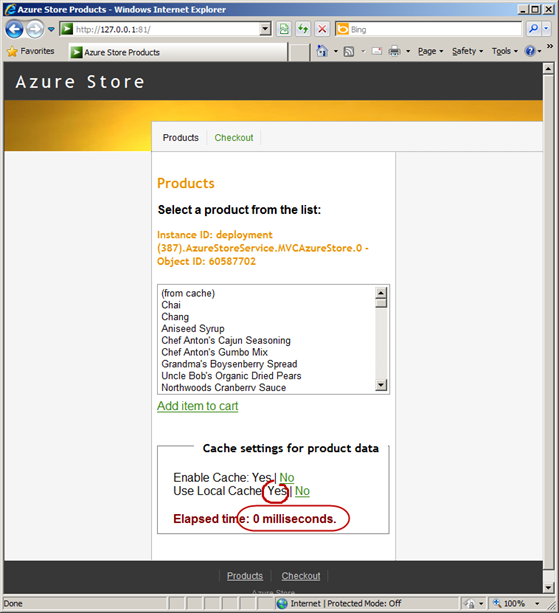 Azure Store Products - Windows Internet Explorer
http://127.0.0.1:81/
Bing
Favorites
Azure Store Products
Page Safety Tools
Azure Store
Products Checkout
Products
Select a product from the list:
Instance ID: deployment
(387).AzureStoreService.MVCAzureStore.0 -
Object ID: 60587702
(from cache)
Chai
Chang
Aniseed Syrup
Chef Anton's Cajun Seasoning
Chef Anton's Gumbo Mix
Grandma's Boysenberry Spread
Uncle Bob's Organic Dried Pears
Northwoods Cranberry Sauce
Add item to cart
Cache settings for product data
Enable Cache: Yes | No
Use Local Cache: Yes | No
Elapsed time: 0 milliseconds.
Products Checkout
Azure Store
Done Internet | Protected Mode: Off 100%